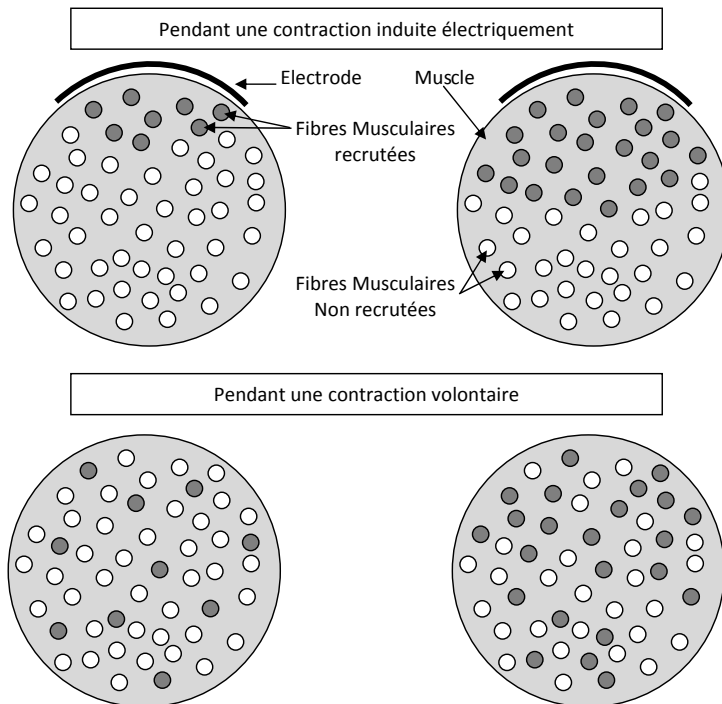 Pendant une contraction induite électriquement
Electrode
Muscle
Fibres Musculaires
recrutées
Fibres Musculaires
Non recrutées
Pendant une contraction volontaire